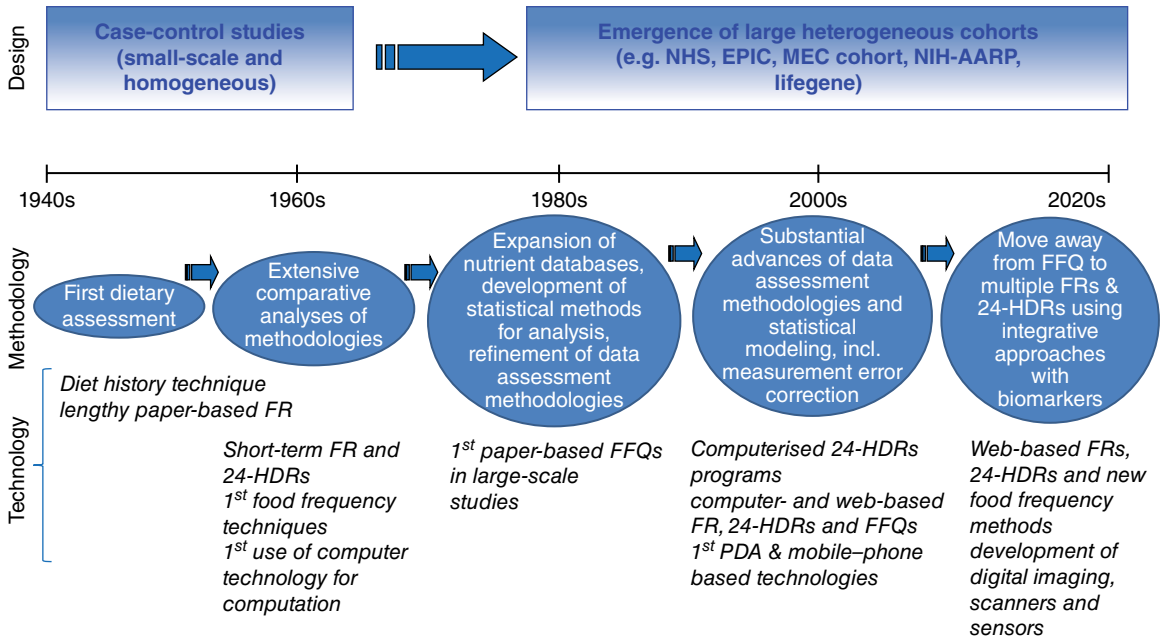 Design
Case-control studies
(small-scale and
homogeneous)
Emergence of large heterogeneous cohorts
(e.g. NHS, EPIC, MEC cohort, NIH-AARP,
lifegene)
1940s
1960s
1980s
2000s
2020s
Methodology
First dietary
assessment
Extensive
comparative
analyses of
methodologies
Expansion of
nutrient databases,
development of
statistical methods
for analysis,
refinement of data
assessment
methodologies
Substantial
advances of data
assessment
methodologies and
statistical
modeling, incl.
measurement error
correction
Move away
from FFQ to
multiple FRs &
24-HDRs using
integrative
approaches
with
biomarkers
Technology
Diet history technique
lengthy paper-based FR
Short-term FR and
24-HDRs
1st food frequency
techniques
1st use of computer
technology for
computation
1st paper-based FFQs
in large-scale
studies
Computerised 24-HDRs
programs
computer- and web-based
FR, 24-HDRs and FFQs
1st PDA & mobile–phone
based technologies
Web-based FRs,
24-HDRs and new
food frequency
methods
development of
digital imaging,
scanners and
sensors